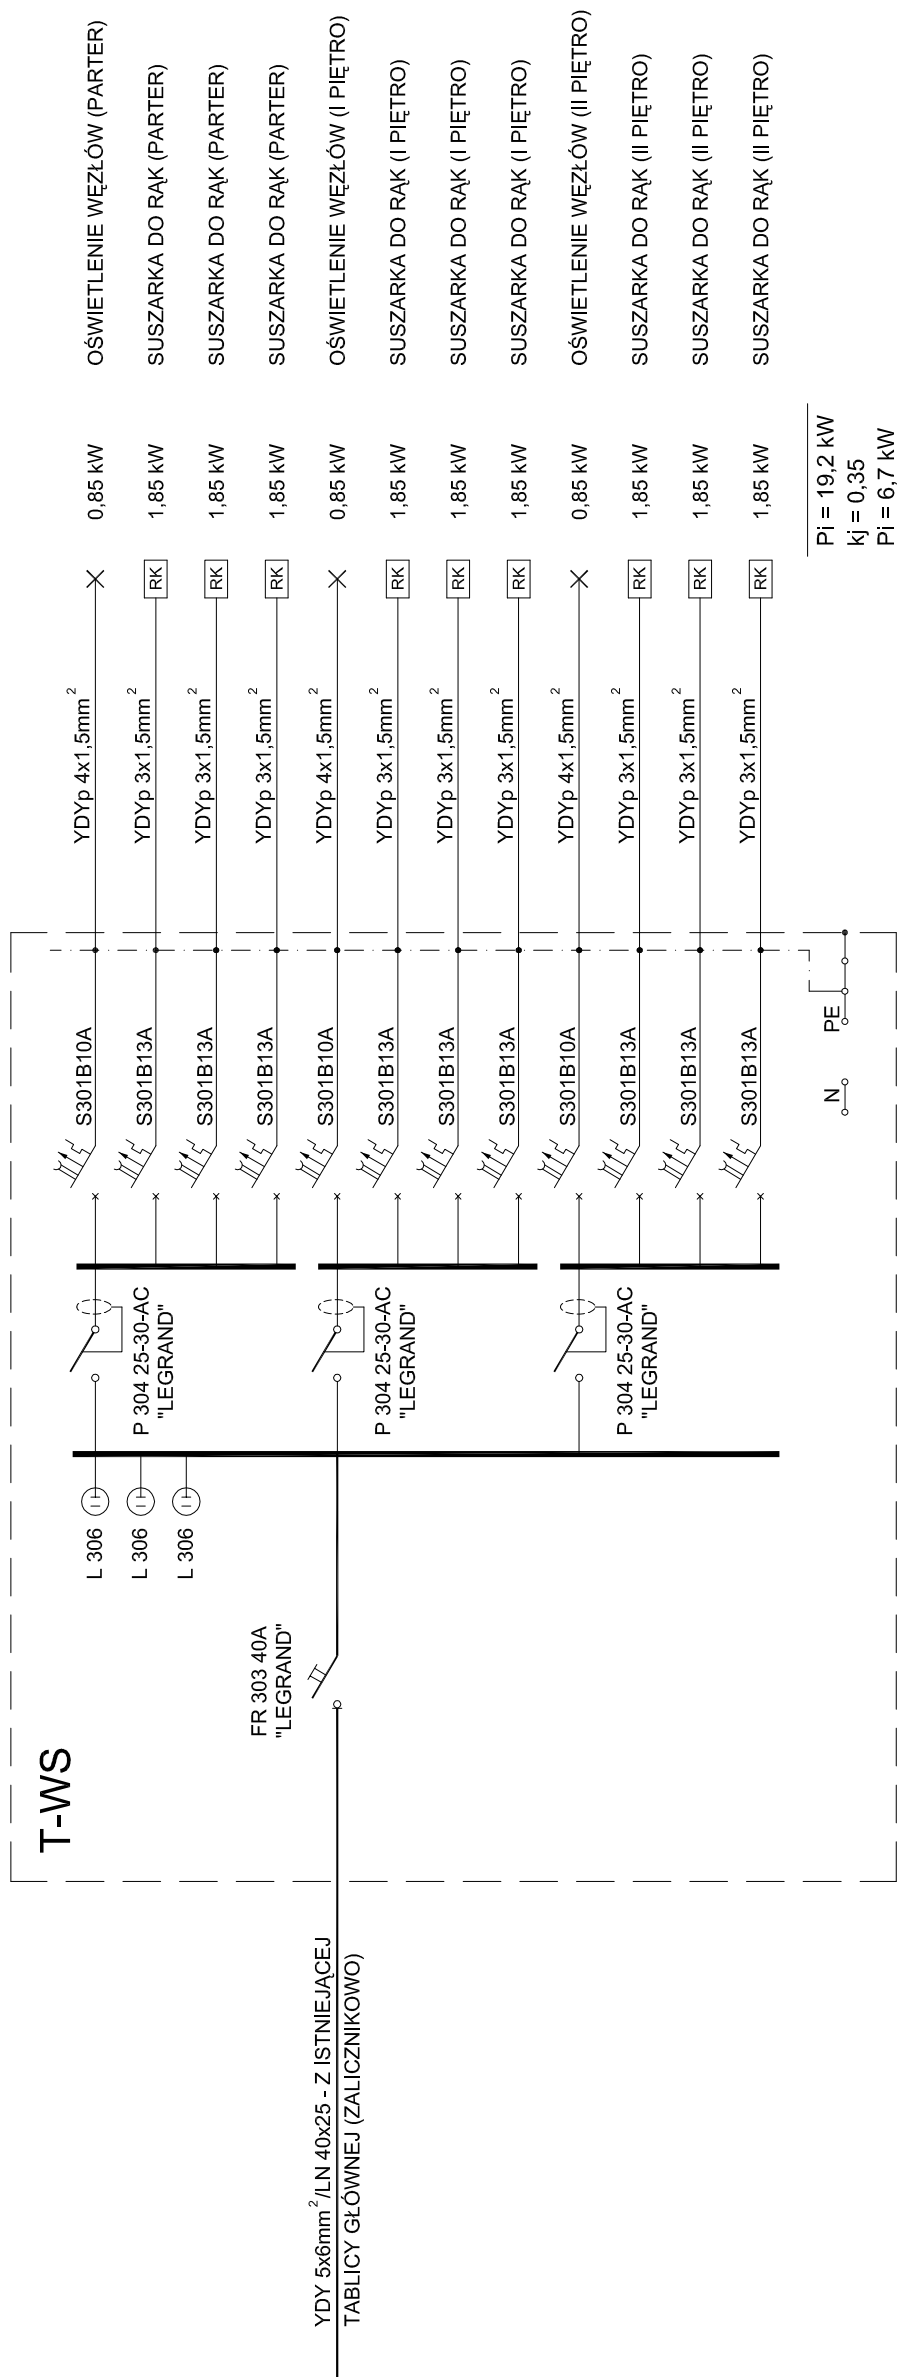 T-WS
YDY 5x6mm²/LN 40x25 - Z ISTNIEJĄCEJ
TABLICY GŁÓWNEJ (ZALICZNIKOWO)
FR 303 40A
"LEGRAND"
L 306
L 306
L 306
P 304 25-30-AC
"LEGRAND"
P 304 25-30-AC
"LEGRAND"
P 304 25-30-AC
"LEGRAND"
S301B10A YDYp 4x1,5mm² 0,85 kW OŚWIETLENIE WĘZŁÓW (PARTER)
S301B13A YDYp 3x1,5mm² RK 1,85 kW SUSZARKA DO RĄK (PARTER)
S301B13A YDYp 3x1,5mm² RK 1,85 kW SUSZARKA DO RĄK (PARTER)
S301B13A YDYp 3x1,5mm² RK 1,85 kW SUSZARKA DO RĄK (PARTER)
S301B10A YDYp 4x1,5mm² 0,85 kW OŚWIETLENIE WĘZŁÓW (I PIĘTRO)
S301B13A YDYp 3x1,5mm² RK 1,85 kW SUSZARKA DO RĄK (I PIĘTRO)
S301B13A YDYp 3x1,5mm² RK 1,85 kW SUSZARKA DO RĄK (I PIĘTRO)
S301B13A YDYp 3x1,5mm² RK 1,85 kW SUSZARKA DO RĄK (I PIĘTRO)
S301B10A YDYp 4x1,5mm² 0,85 kW OŚWIETLENIE WĘZŁÓW (II PIĘTRO)
S301B13A YDYp 3x1,5mm² RK 1,85 kW SUSZARKA DO RĄK (II PIĘTRO)
S301B13A YDYp 3x1,5mm² RK 1,85 kW SUSZARKA DO RĄK (II PIĘTRO)
S301B13A YDYp 3x1,5mm² RK 1,85 kW SUSZARKA DO RĄK (II PIĘTRO)
N PE
Pi = 19,2 kW
kj = 0,35
Pi = 6,7 kW